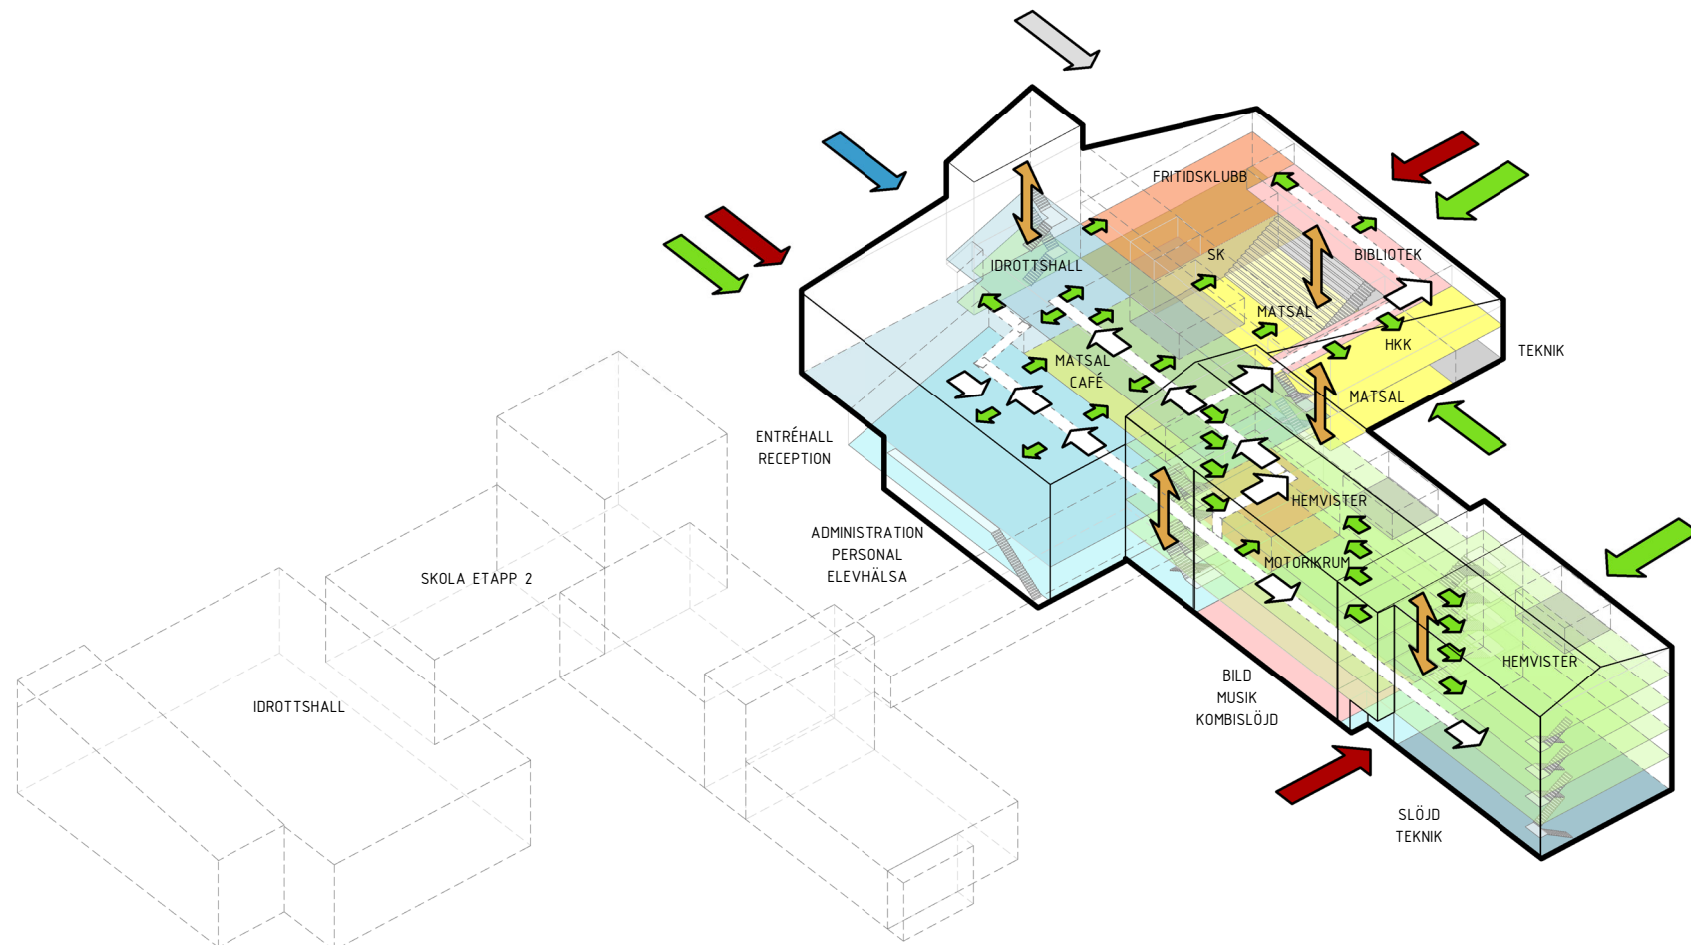 FRITIDSKLUBB
SK
BIBLIOTEK
IDROTTSHALL
MATSAL
HKK
TEKNIK
MATSAL
CAFÉ
MATSAL
ENTRÉHALL
RECEPTION
HEMVISTER
ADMINISTRATION
PERSONAL
ELEVHÄLSA
MOTORIKRUM
SKOLA ETAPP 2
HEMVISTER
BILD
MUSIK
KOMBISLÖJD
IDROTTSHALL
SLÖJD
TEKNIK